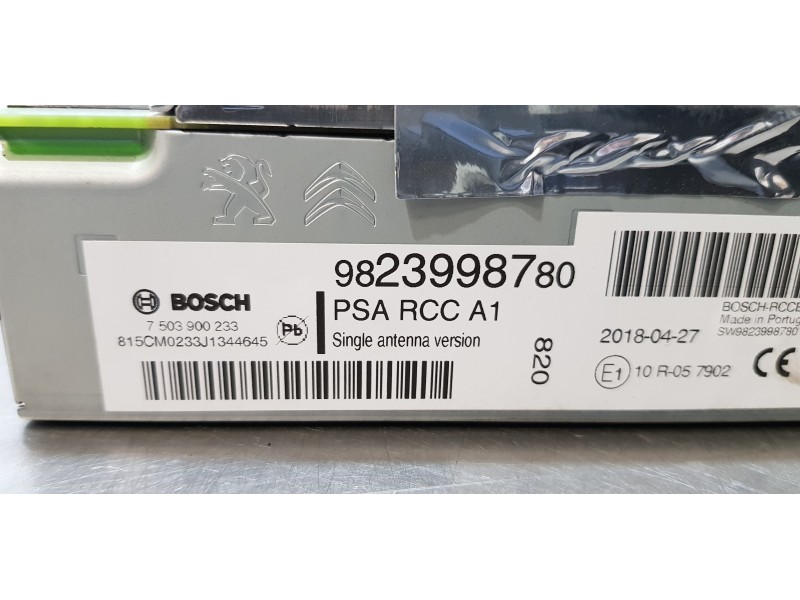 BOSCH
7 503 900 233
815CM0233J1344645
Pb
9823998780
PSA RCC A1
Single antenna version
820
BOSCH-RCCE
Made in Portug
SW9823998780
2018-04-27
E1 10 R-05 7902
CE